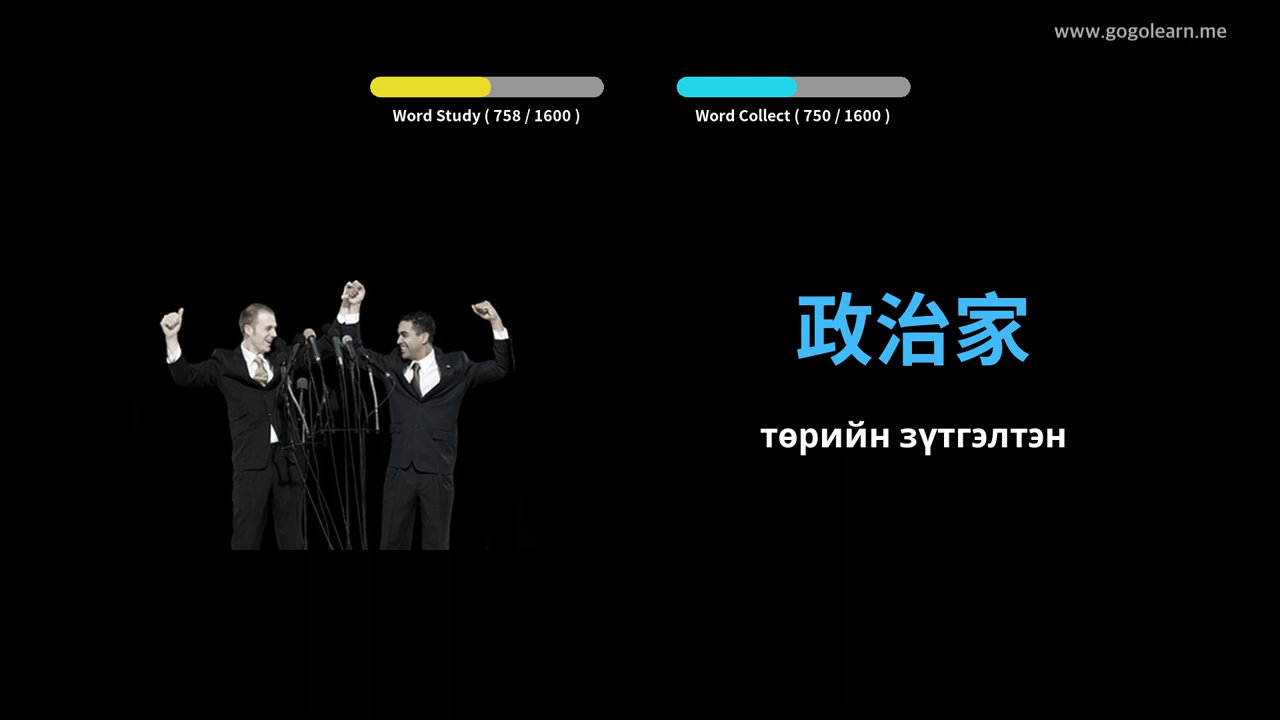 www.gogolearn.me
Word Study ( 758 / 1600 )
Word Collect ( 750 / 1600 )
政治家
төрийн зүтгэлтэн